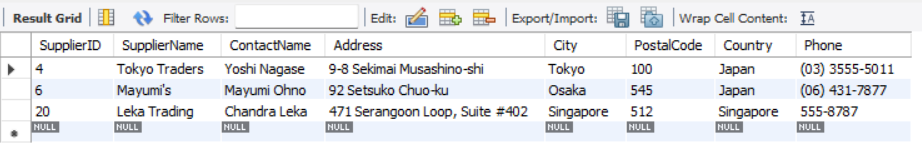 Result Grid Filter Rows: Edit: Export/Import: Wrap Cell Content: IA
SupplierID SupplierName ContactName Address City PostalCode Country Phone
4 Tokyo Traders Yoshi Nagase 9-8 Sekimai Musashino-shi Tokyo 100 Japan (03) 3555-5011
6 Mayumi's Mayumi Ohno 92 Setsuko Chuo-ku Osaka 545 Japan (06) 431-7877
20 Leka Trading Chandra Leka 471 Serangoon Loop, Suite #402 Singapore 512 Singapore 555-8787
NULL NULL NULL NULL NULL NULL NULL NULL